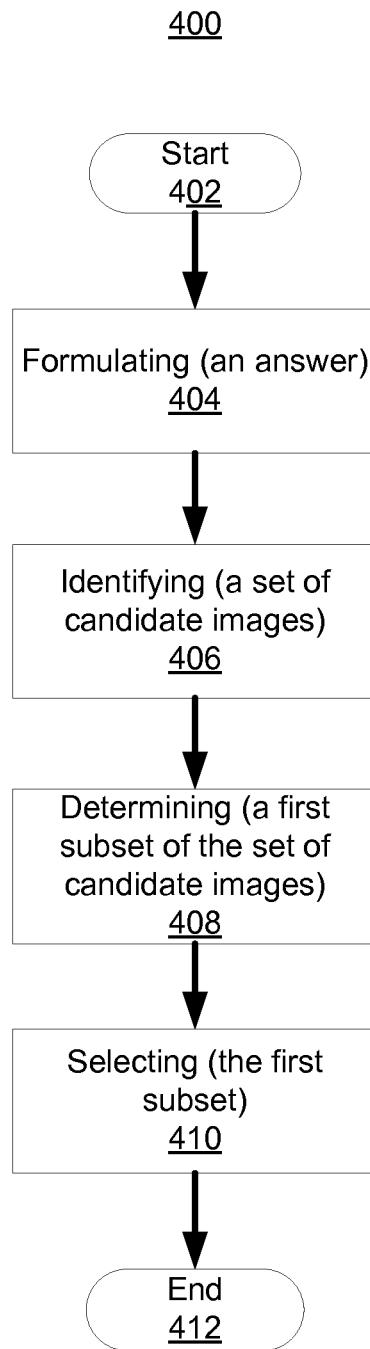 400
Start
402
Formulating (an answer)
404
Identifying (a set of
candidate images)
406
Determining (a first
subset of the set of
candidate images)
408
Selecting (the first
subset)
410
End
412